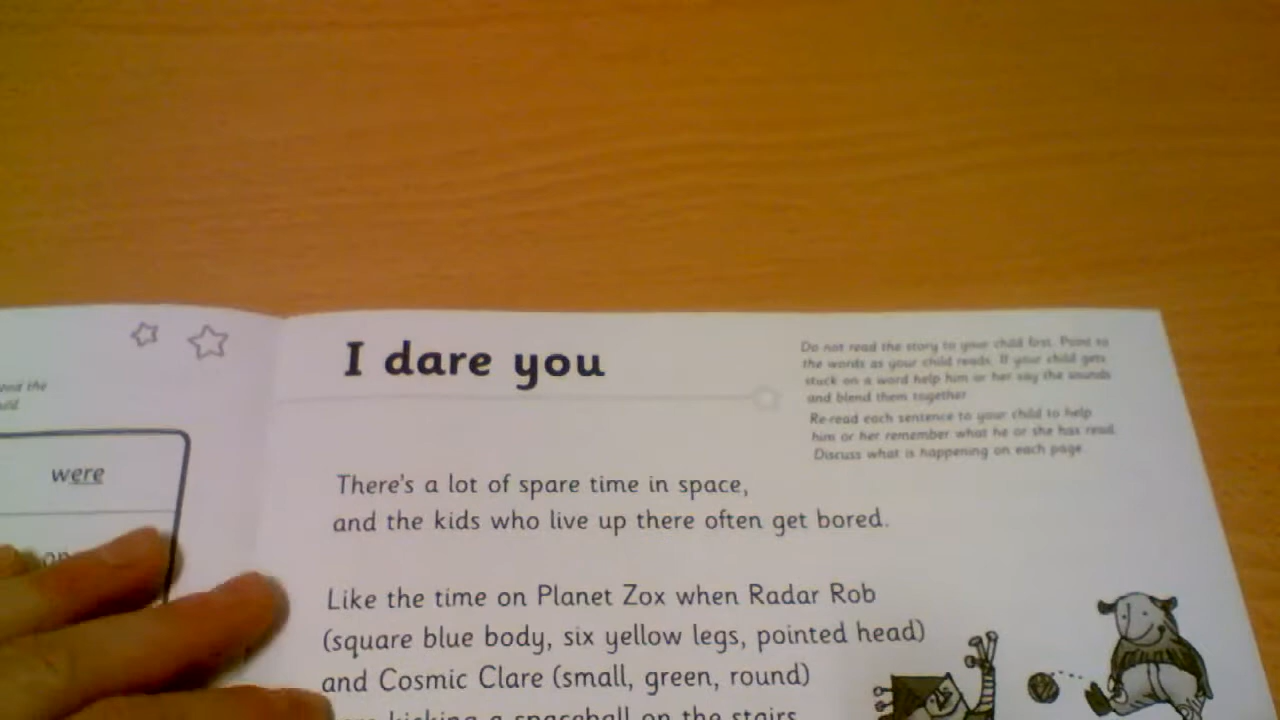 were
I dare you
Do not read the story to your child first. Point to
the words as your child reads. If your child gets
stuck on a word help him or her say the sounds
and blend them together.
Re-read each sentence to your child to help
him or her remember what he or she has read.
Discuss what is happening on each page.
There's a lot of spare time in space,
and the kids who live up there often get bored.
Like the time on Planet Zox when Radar Rob
(square blue body, six yellow legs, pointed head)
and Cosmic Clare (small, green, round)
kicking a spaceball on the stairs